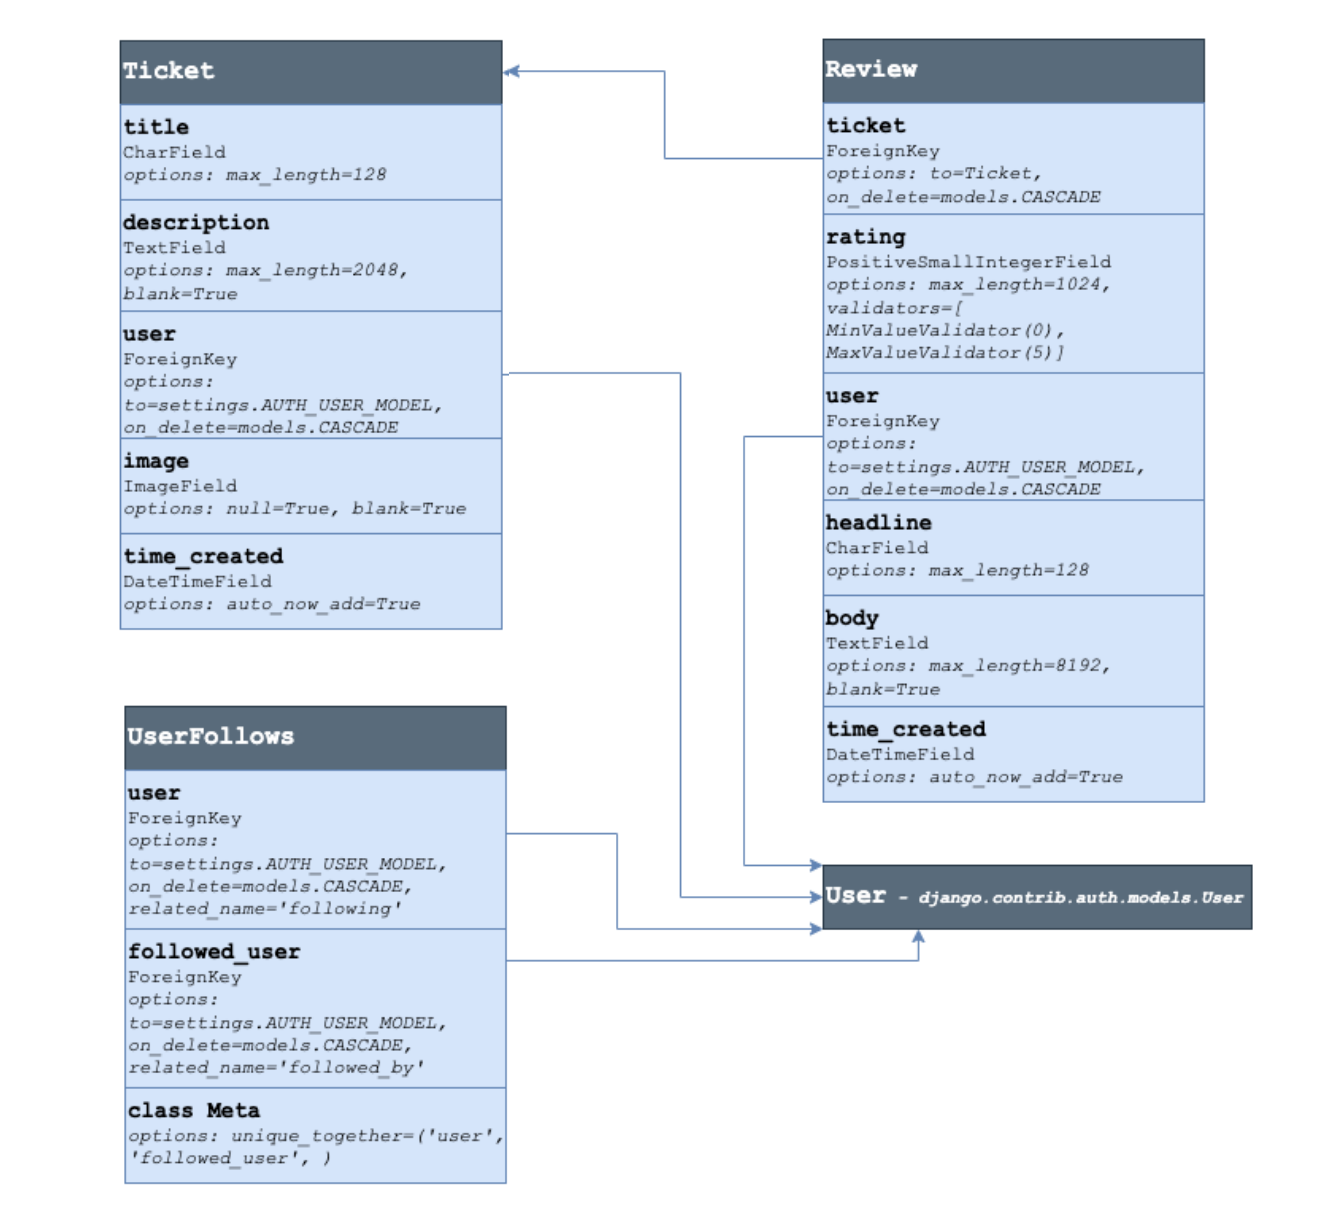 Ticket
title
CharField
options: max_length=128
description
TextField
options: max_length=2048,
blank=True
user
ForeignKey
options:
to=settings.AUTH_USER_MODEL,
on_delete=models.CASCADE
image
ImageField
options: null=True, blank=True
time_created
DateTimeField
options: auto_now_add=True
Review
ticket
ForeignKey
options: to=Ticket,
on_delete=models.CASCADE
rating
PositiveSmallIntegerField
options: max_length=1024,
validators=[
MinValueValidator(0),
MaxValueValidator(5)]
user
ForeignKey
options:
to=settings.AUTH_USER_MODEL,
on_delete=models.CASCADE
headline
CharField
options: max_length=128
body
TextField
options: max_length=8192,
blank=True
time_created
DateTimeField
options: auto_now_add=True
UserFollows
user
ForeignKey
options:
to=settings.AUTH_USER_MODEL,
on_delete=models.CASCADE,
related_name='following'
followed_user
ForeignKey
options:
to=settings.AUTH_USER_MODEL,
on_delete=models.CASCADE,
related_name='followed_by'
class Meta
options: unique_together=('user',
'followed_user', )
User - django.contrib.auth.models.User